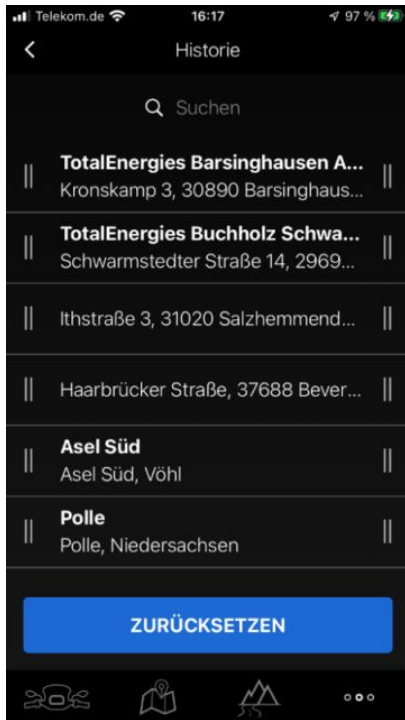 Telekom.de 16:17 97 %
Historie
Suchen
TotalEnergies Barsinghausen A...
Kronskamp 3, 30890 Barsinghaus...
TotalEnergies Buchholz Schwa...
Schwarmstedter Straße 14, 2969...
Ithstraße 3, 31020 Salzhemmend...
Haarbrücker Straße, 37688 Bever...
Asel Süd
Asel Süd, Vöhl
Polle
Polle, Niedersachsen
ZURÜCKSETZEN